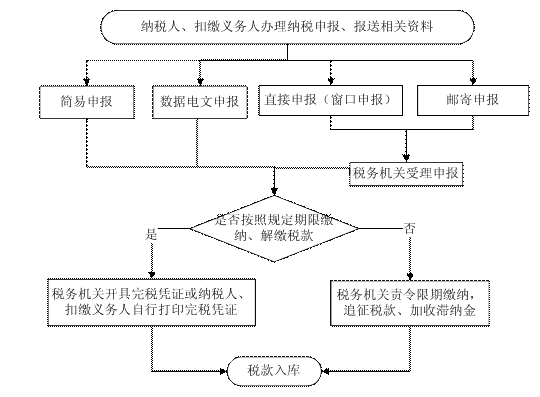 纳税人、扣缴义务人办理纳税申报、报送相关资料
简易申报
数据电文申报
直接申报（窗口申报）
邮寄申报
税务机关受理申报
是否按照规定期限缴
纳、解缴税款
是
否
税务机关开具完税凭证或纳税人、
扣缴义务人自行打印完税凭证
税务机关责令限期缴纳，
追征税款、加收滞纳金
税款入库